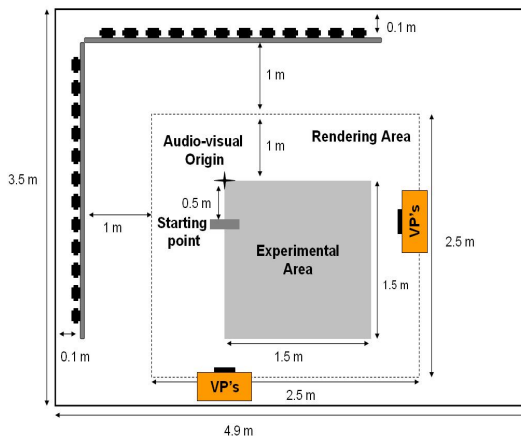 0.1 m
1 m
Audio-visual
Origin
Rendering Area
1 m
3.5 m
0.5 m
1 m
Starting
point
VP's
Experimental
Area
2.5 m
1.5 m
0.1 m
1.5 m
VP's
2.5 m
4.9 m